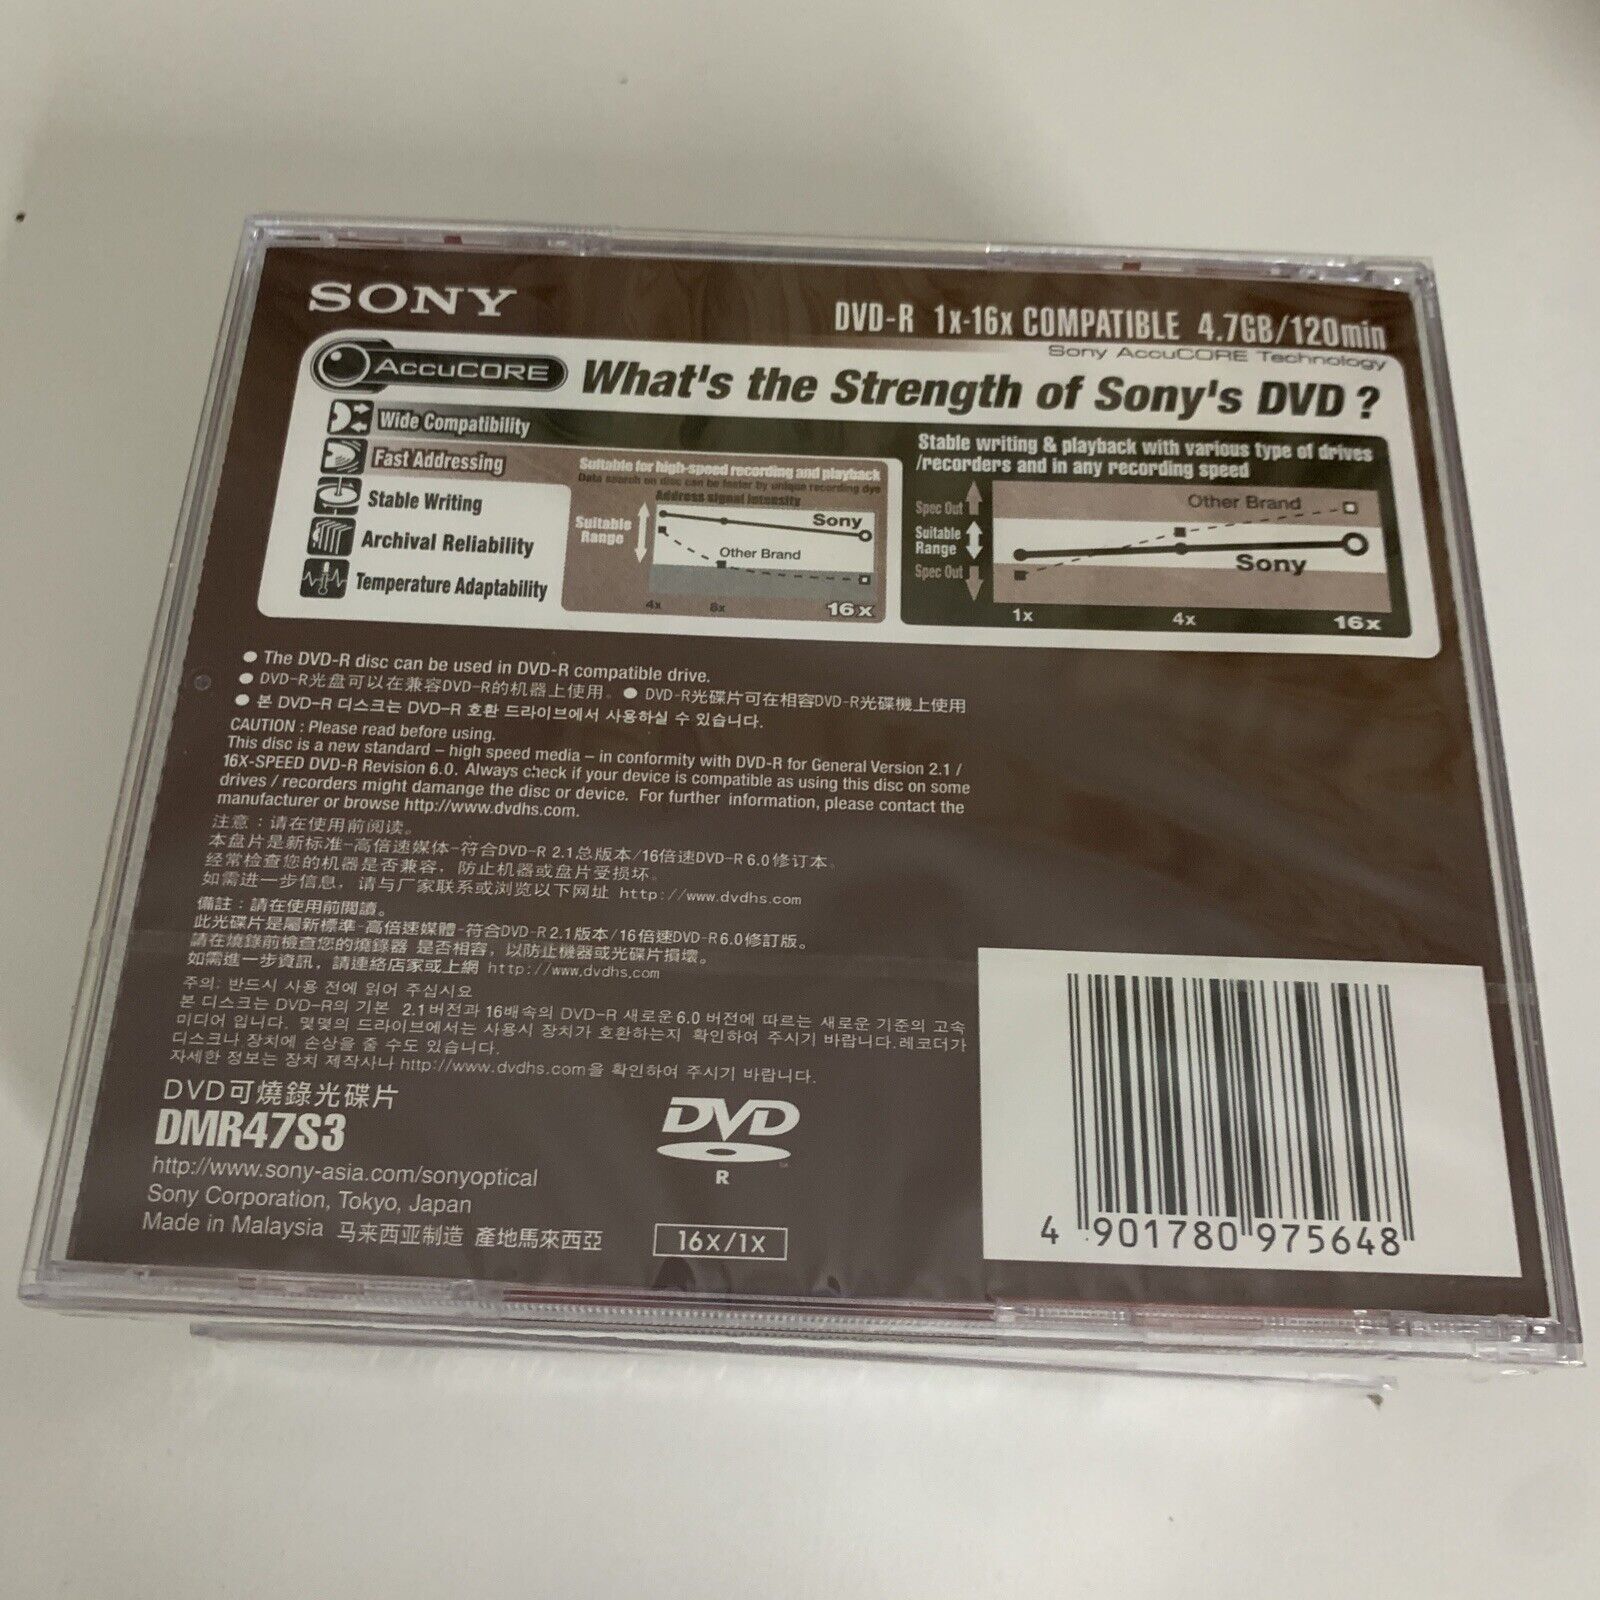 SONY
DVD-R 1x-16x COMPATIBLE 4.7GB/120min
Sony AccuCORE Technology
AccuCORE What's the Strength of Sony's DVD ?
Wide Compatibility
Fast Addressing
Stable Writing
Archival Reliability
Temperature Adaptability
Suitable for high-speed recording and playback
Data search on disc can be faster by unique recording dye
Address signal intensity
Suitable
Range
Sony
Other Brand
4x 8x 16x
Stable writing & playback with various type of drives
/recorders and in any recording speed
Spec Out
Suitable
Range
Spec Out
Other Brand
Sony
1x 4x 16x
● The DVD-R disc can be used in DVD-R compatible drive.
● DVD-R光盘可以在兼容DVD-R的机器上使用。 ● DVD-R光碟片可在相容DVD-R光碟機上使用
● 본 DVD-R 디스크는 DVD-R 호환 드라이브에서 사용하실 수 있습니다.
CAUTION : Please read before using.
This disc is a new standard – high speed media – in conformity with DVD-R for General Version 2.1 /
16X-SPEED DVD-R Revision 6.0. Always check if your device is compatible as using this disc on some
drives / recorders might damange the disc or device. For further information, please contact the
manufacturer or browse http://www.dvdhs.com.
注意：请在使用前阅读。
本盘片是新标准-高倍速媒体-符合DVD-R 2.1总版本/16倍速DVD-R 6.0修订本.
经常检查您的机器是否兼容，防止机器或盘片受损坏.
如需进一步信息，请与厂家联系或浏览以下网址 http://www.dvdhs.com
備註：請在使用前閱讀。
此光碟片是屬新標準-高倍速媒體-符合DVD-R 2.1版本/16倍速DVD-R6.0修訂版。
請在燒錄前檢查您的燒錄器 是否相容，以防止機器或光碟片損壞。
如需進一步資訊，請連絡店家或上網 http://www.dvdhs.com
주의: 반드시 사용 전에 읽어 주십시요
본 디스크는 DVD-R의 기본 2.1버전과 16배속의 DVD-R 새로운6.0 버전에 따르는 새로운 기준의 고속
미디어 입니다. 몇몇의 드라이브에서는 사용시 장치가 호환하는지 확인하여 주시기 바랍니다.레코더가
디스크나 장치에 손상을 줄 수도 있습니다.
자세한 정보는 장치 제작사나 http://www.dvdhs.com을 확인하여 주시기 바랍니다.
DVD可燒錄光碟片
DMR47S3
http://www.sony-asia.com/sonyoptical
Sony Corporation, Tokyo, Japan
Made in Malaysia 马来西亚制造 產地馬來西亞
DVD
R
16X/1X
4 901780 975648